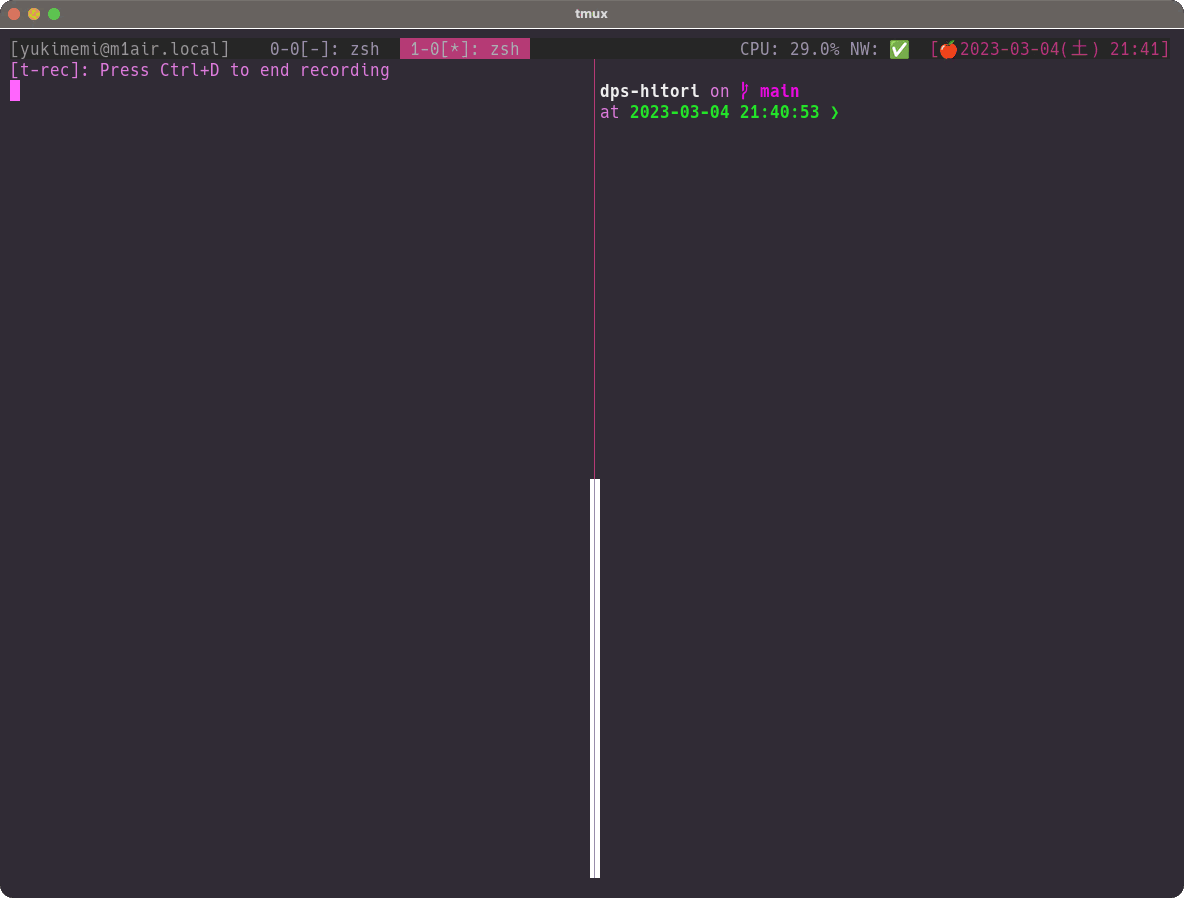 tmux
[yukimemi@m1air.local] 0-0[-]: zsh 1-0[*]: zsh CPU: 29.0% NW: ✅ [🍎2023-03-04(土) 21:41]
[t-rec]: Press Ctrl+D to end recording
dps-hitori on main
at 2023-03-04 21:40:53 ❯